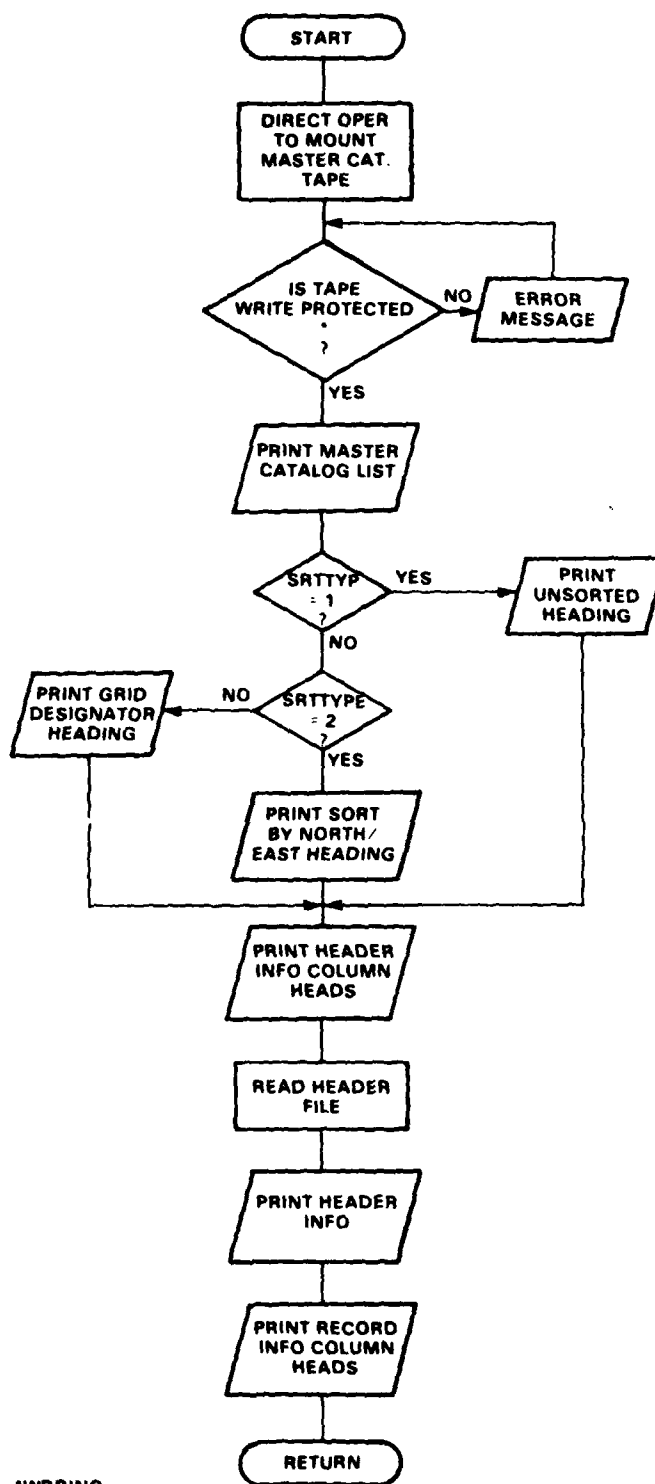 START
DIRECT OPER
TO MOUNT
MASTER CAT.
TAPE
IS TAPE
WRITE PROTECTED
?
NO
ERROR
MESSAGE
YES
PRINT MASTER
CATALOG LIST
SRTTYP
= 1
?
YES
PRINT
UNSORTED
HEADING
NO
PRINT GRID
DESIGNATOR
HEADING
NO
SRTTYPE
= 2
?
YES
PRINT SORT
BY NORTH/
EAST HEADING
PRINT HEADER
INFO COLUMN
HEADS
READ HEADER
FILE
PRINT HEADER
INFO
PRINT RECORD
INFO COLUMN
HEADS
RETURN